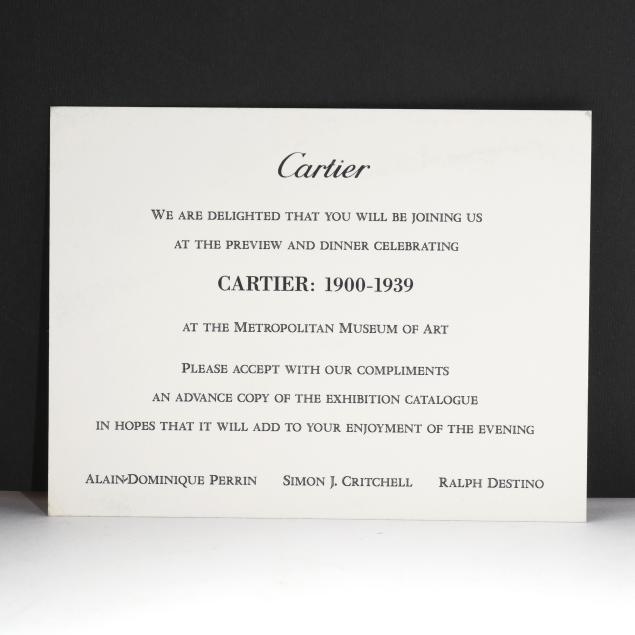 Cartier
We are delighted that you will be joining us
at the preview and dinner celebrating
CARTIER: 1900-1939
at the Metropolitan Museum of Art
Please accept with our compliments
an advance copy of the exhibition catalogue
in hopes that it will add to your enjoyment of the evening
Alain-Dominique Perrin Simon J. Critchell Ralph Destino